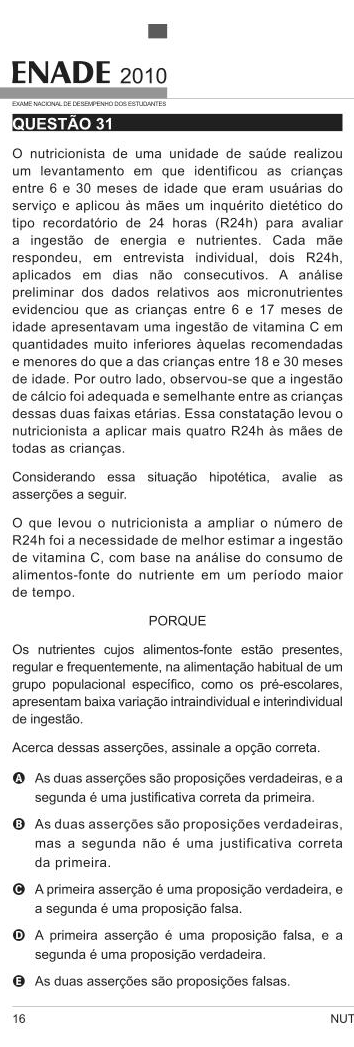 ENADE 2010
EXAME NACIONAL DE DESEMPENHO DOS ESTUDANTES
QUESTÃO 31
O nutricionista de uma unidade de saúde realizou
um levantamento em que identificou as crianças
entre 6 e 30 meses de idade que eram usuárias do
serviço e aplicou às mães um inquérito dietético do
tipo recordatório de 24 horas (R24h) para avaliar
a ingestão de energia e nutrientes. Cada mãe
respondeu, em entrevista individual, dois R24h,
aplicados em dias não consecutivos. A análise
preliminar dos dados relativos aos micronutrientes
evidenciou que as crianças entre 6 e 17 meses de
idade apresentavam uma ingestão de vitamina C em
quantidades muito inferiores àquelas recomendadas
e menores do que a das crianças entre 18 e 30 meses
de idade. Por outro lado, observou-se que a ingestão
de cálcio foi adequada e semelhante entre as crianças
dessas duas faixas etárias. Essa constatação levou o
nutricionista a aplicar mais quatro R24h às mães de
todas as crianças.
Considerando essa situação hipotética, avalie as
asserções a seguir.
O que levou o nutricionista a ampliar o número de
R24h foi a necessidade de melhor estimar a ingestão
de vitamina C, com base na análise do consumo de
alimentos-fonte do nutriente em um período maior
de tempo.
PORQUE
Os nutrientes cujos alimentos-fonte estão presentes,
regular e frequentemente, na alimentação habitual de um
grupo populacional específico, como os pré-escolares,
apresentam baixa variação intraindividual e interindividual
de ingestão.
Acerca dessas asserções, assinale a opção correta.
A As duas asserções são proposições verdadeiras, e a
segunda é uma justificativa correta da primeira.
B As duas asserções são proposições verdadeiras,
mas a segunda não é uma justificativa correta
da primeira.
C A primeira asserção é uma proposição verdadeira, e
a segunda é uma proposição falsa.
D A primeira asserção é uma proposição falsa, e a
segunda é uma proposição verdadeira.
E As duas asserções são proposições falsas.
16 NUT